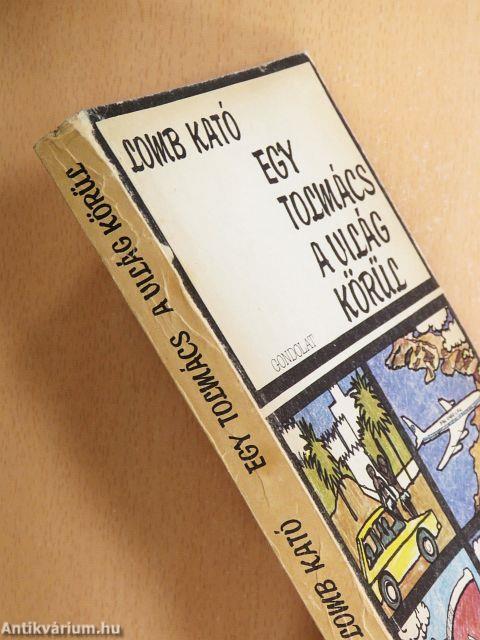 LOMB KATÓ
EGY
TOLMÁCS
A VILÁG
KÖRÜL
GONDOLAT
LOMB KATÓ EGY TOLMÁCS A VILÁG KÖRÜL
Antikvárium.hu